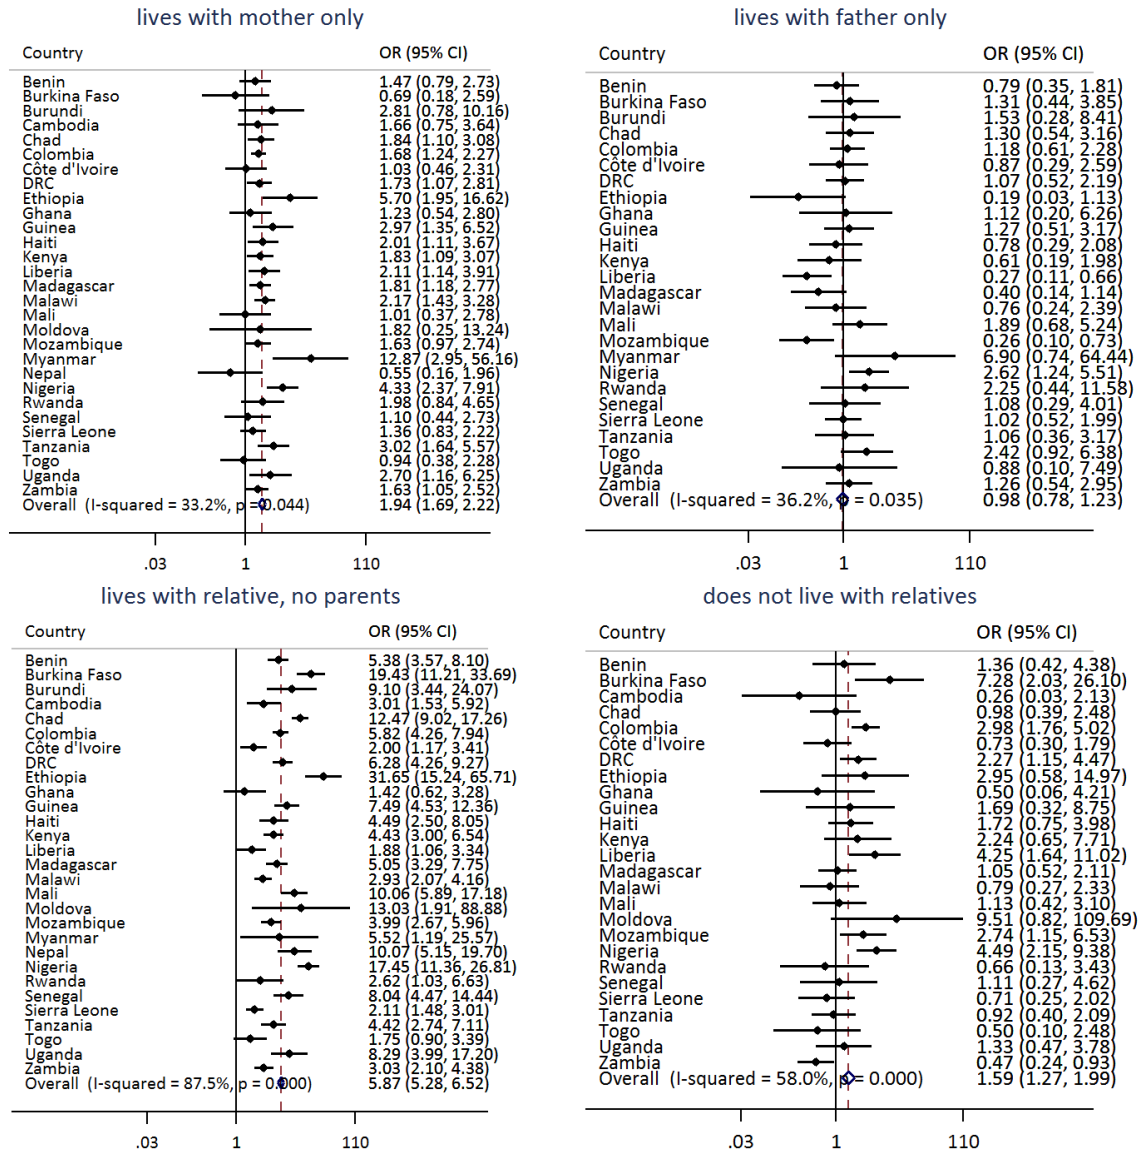 lives with mother only
Country OR (95% CI)
Benin 1.47 (0.79, 2.73)
Burkina Faso 0.69 (0.18, 2.59)
Burundi 2.81 (0.78, 10.16)
Cambodia 1.66 (0.75, 3.64)
Chad 1.84 (1.10, 3.08)
Colombia 1.68 (1.24, 2.27)
Côte d'Ivoire 1.03 (0.46, 2.31)
DRC 1.73 (1.07, 2.81)
Ethiopia 5.70 (1.95, 16.62)
Ghana 1.23 (0.54, 2.80)
Guinea 2.97 (1.35, 6.52)
Haiti 2.01 (1.11, 3.67)
Kenya 1.83 (1.09, 3.07)
Liberia 2.11 (1.14, 3.91)
Madagascar 1.81 (1.18, 2.77)
Malawi 2.17 (1.43, 3.28)
Mali 1.01 (0.37, 2.78)
Moldova 1.82 (0.25, 13.24)
Mozambique 1.63 (0.97, 2.74)
Myanmar 12.87 (2.95, 56.16)
Nepal 0.55 (0.16, 1.96)
Nigeria 4.33 (2.37, 7.91)
Rwanda 1.98 (0.84, 4.65)
Senegal 1.10 (0.44, 2.73)
Sierra Leone 1.36 (0.83, 2.22)
Tanzania 3.02 (1.64, 5.57)
Togo 0.94 (0.38, 2.28)
Uganda 2.70 (1.16, 6.25)
Zambia 1.63 (1.05, 2.52)
Overall (I-squared = 33.2%, p = 0.044) 1.94 (1.69, 2.22)
.03 1 110
lives with father only
Country OR (95% CI)
Benin 0.79 (0.35, 1.81)
Burkina Faso 1.31 (0.44, 3.85)
Burundi 1.53 (0.28, 8.41)
Chad 1.30 (0.54, 3.16)
Colombia 1.18 (0.61, 2.28)
Côte d'Ivoire 0.87 (0.29, 2.59)
DRC 1.07 (0.52, 2.19)
Ethiopia 0.19 (0.03, 1.13)
Ghana 1.12 (0.20, 6.26)
Guinea 1.27 (0.51, 3.17)
Haiti 0.78 (0.29, 2.08)
Kenya 0.61 (0.19, 1.98)
Liberia 0.27 (0.11, 0.66)
Madagascar 0.40 (0.14, 1.14)
Malawi 0.76 (0.24, 2.39)
Mali 1.89 (0.68, 5.24)
Mozambique 0.26 (0.10, 0.73)
Myanmar 6.90 (0.74, 64.44)
Nigeria 2.62 (1.24, 5.51)
Rwanda 2.25 (0.44, 11.58)
Senegal 1.08 (0.29, 4.01)
Sierra Leone 1.02 (0.52, 1.99)
Tanzania 1.06 (0.36, 3.17)
Togo 2.42 (0.92, 6.38)
Uganda 0.88 (0.10, 7.49)
Zambia 1.26 (0.54, 2.95)
Overall (I-squared = 36.2%, p = 0.035) 0.98 (0.78, 1.23)
.03 1 110
lives with relative, no parents
Country OR (95% CI)
Benin 5.38 (3.57, 8.10)
Burkina Faso 19.43 (11.21, 33.69)
Burundi 9.10 (3.44, 24.07)
Cambodia 3.01 (1.53, 5.92)
Chad 12.47 (9.02, 17.26)
Colombia 5.82 (4.26, 7.94)
Côte d'Ivoire 2.00 (1.17, 3.41)
DRC 6.28 (4.26, 9.27)
Ethiopia 31.65 (15.24, 65.71)
Ghana 1.42 (0.62, 3.28)
Guinea 7.49 (4.53, 12.36)
Haiti 4.49 (2.50, 8.05)
Kenya 4.43 (3.00, 6.54)
Liberia 1.88 (1.06, 3.34)
Madagascar 5.05 (3.29, 7.75)
Malawi 2.93 (2.07, 4.16)
Mali 10.06 (5.89, 17.18)
Moldova 13.03 (1.91, 88.88)
Mozambique 3.99 (2.67, 5.96)
Myanmar 5.52 (1.19, 25.57)
Nepal 10.07 (5.15, 19.70)
Nigeria 17.45 (11.36, 26.81)
Rwanda 2.62 (1.03, 6.63)
Senegal 8.04 (4.47, 14.44)
Sierra Leone 2.11 (1.48, 3.01)
Tanzania 4.42 (2.74, 7.11)
Togo 1.75 (0.90, 3.39)
Uganda 8.29 (3.99, 17.20)
Zambia 3.03 (2.10, 4.38)
Overall (I-squared = 87.5%, p = 0.000) 5.87 (5.28, 6.52)
.03 1 110
does not live with relatives
Country OR (95% CI)
Benin 1.36 (0.42, 4.38)
Burkina Faso 7.28 (2.03, 26.10)
Cambodia 0.26 (0.03, 2.13)
Chad 0.98 (0.39, 2.48)
Colombia 2.98 (1.76, 5.02)
Côte d'Ivoire 0.73 (0.30, 1.79)
DRC 2.27 (1.15, 4.47)
Ethiopia 2.95 (0.58, 14.97)
Ghana 0.50 (0.06, 4.21)
Guinea 1.69 (0.32, 8.75)
Haiti 1.72 (0.75, 3.98)
Kenya 2.24 (0.65, 7.71)
Liberia 4.25 (1.64, 11.02)
Madagascar 1.05 (0.52, 2.11)
Malawi 0.79 (0.27, 2.33)
Mali 1.13 (0.42, 3.10)
Moldova 9.51 (0.82, 109.69)
Mozambique 2.74 (1.15, 6.53)
Nigeria 4.49 (2.15, 9.38)
Rwanda 0.66 (0.13, 3.43)
Senegal 1.11 (0.27, 4.62)
Sierra Leone 0.71 (0.25, 2.02)
Tanzania 0.92 (0.40, 2.09)
Togo 0.50 (0.10, 2.48)
Uganda 1.33 (0.47, 3.78)
Zambia 0.47 (0.24, 0.93)
Overall (I-squared = 58.0%, p = 0.000) 1.59 (1.27, 1.99)
.03 1 110